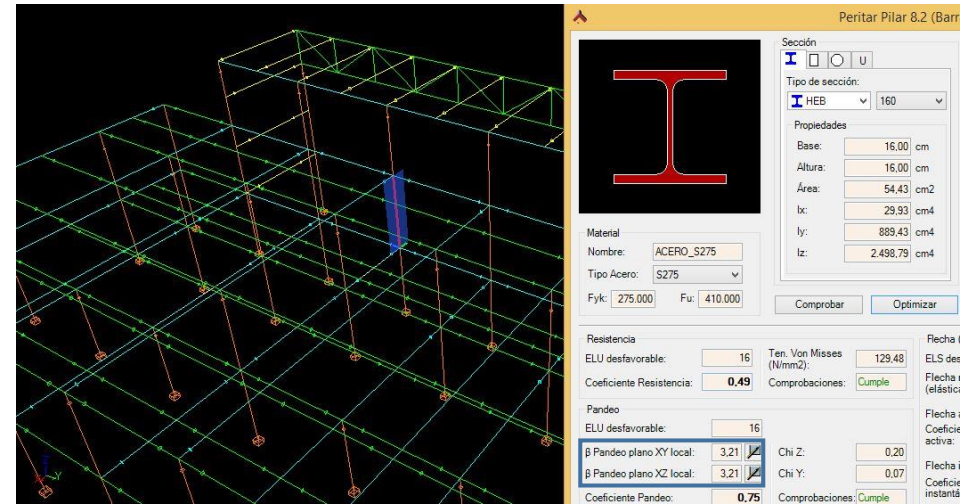 Peritar Pilar 8.2 (Barr
Sección
U
Tipo de sección:
HEB 160
Propiedades
Base: 16,00 cm
Altura: 16,00 cm
Área: 54,43 cm2
Ix: 29,93 cm4
Iy: 889,43 cm4
Iz: 2.498,79 cm4
Material
Nombre: ACERO_S275
Tipo Acero: S275
Fyk: 275.000 Fu: 410.000
Comprobar Optimizar
Resistencia
ELU desfavorable: 16 Ten. Von Misses (N/mm2): 129,48
Coeficiente Resistencia: 0,49 Comprobaciones: Cumple
Pandeo
ELU desfavorable: 16
β Pandeo plano XY local: 3,21 Chi Z: 0,20
β Pandeo plano XZ local: 3,21 Chi Y: 0,07
Coeficiente Pandeo: 0,75 Comprobaciones: Cumple
Flecha (
ELS des
Flecha r
(elástica
Flecha a
Coeficie
activa:
Flecha i
Coeficie
instantá
Y